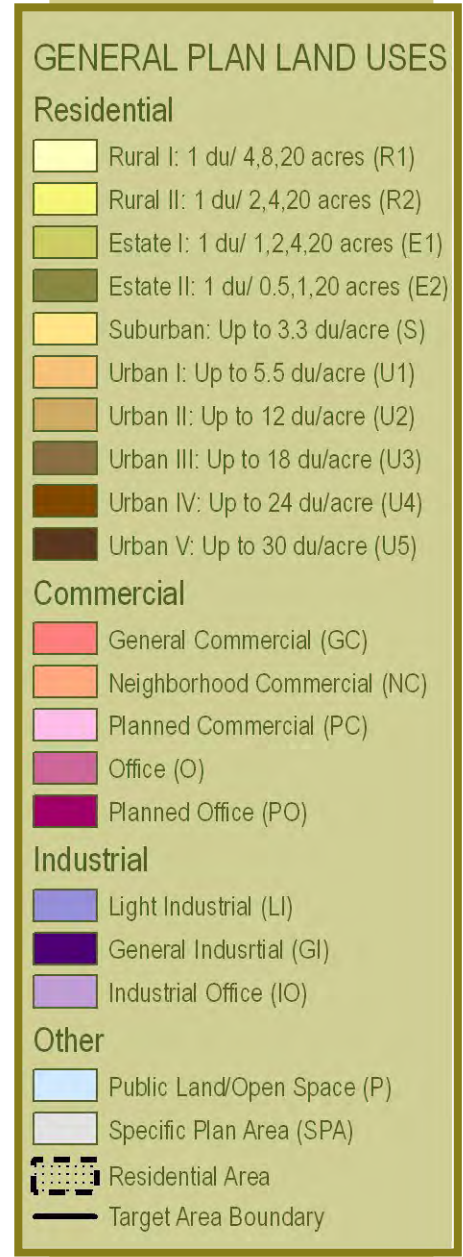 GENERAL PLAN LAND USES
Residential
Rural I: 1 du/ 4,8,20 acres (R1)
Rural II: 1 du/ 2,4,20 acres (R2)
Estate I: 1 du/ 1,2,4,20 acres (E1)
Estate II: 1 du/ 0.5,1,20 acres (E2)
Suburban: Up to 3.3 du/acre (S)
Urban I: Up to 5.5 du/acre (U1)
Urban II: Up to 12 du/acre (U2)
Urban III: Up to 18 du/acre (U3)
Urban IV: Up to 24 du/acre (U4)
Urban V: Up to 30 du/acre (U5)
Commercial
General Commercial (GC)
Neighborhood Commercial (NC)
Planned Commercial (PC)
Office (O)
Planned Office (PO)
Industrial
Light Industrial (LI)
General Indusrtial (GI)
Industrial Office (IO)
Other
Public Land/Open Space (P)
Specific Plan Area (SPA)
Residential Area
Target Area Boundary